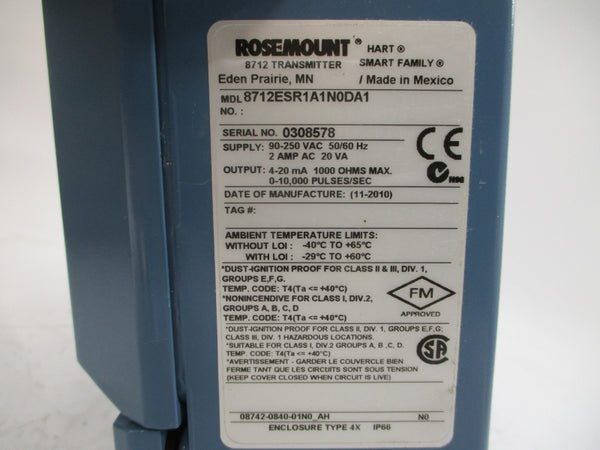 ROSEMOUNT® HART®
8712 TRANSMITTER SMART FAMILY®
Eden Prairie, MN / Made in Mexico
MDL 8712ESR1A1N0DA1
NO. :
SERIAL NO. 0308578
SUPPLY: 90-250 VAC 50/60 Hz
2 AMP AC 20 VA
CE
OUTPUT: 4-20 mA 1000 OHMS MAX.
0-10,000 PULSES/SEC
N96
DATE OF MANUFACTURE: (11-2010)
TAG #:
AMBIENT TEMPERATURE LIMITS:
WITHOUT LOI : -40°C TO +65°C
WITH LOI : -29°C TO +60°C
*DUST-IGNITION PROOF FOR CLASS II & III, DIV. 1,
GROUPS E,F,G.
TEMP. CODE: T4(Ta <= +40°C)
*NONINCENDIVE FOR CLASS I, DIV.2,
GROUPS A, B, C, D
TEMP. CODE: T4(Ta <= +40°C)
FM
APPROVED
*DUST-IGNITION PROOF FOR CLASS II, DIV. 1, GROUPS E,F,G;
CLASS III, DIV. 1 HAZARDOUS LOCATIONS.
*SUITABLE FOR CLASS I, DIV.2 GROUPS A, B ,C, D.
TEMP. CODE: T4(Ta <= +40°C)
*AVERTISSEMENT - GARDER LE COUVERCLE BIEN
FERME TANT QUE LES CIRCUITS SONT SOUS TENSION
(KEEP COVER CLOSED WHEN CIRCUIT IS LIVE)
SA
08742-0840-01N0_AH N0
ENCLOSURE TYPE 4X IP66